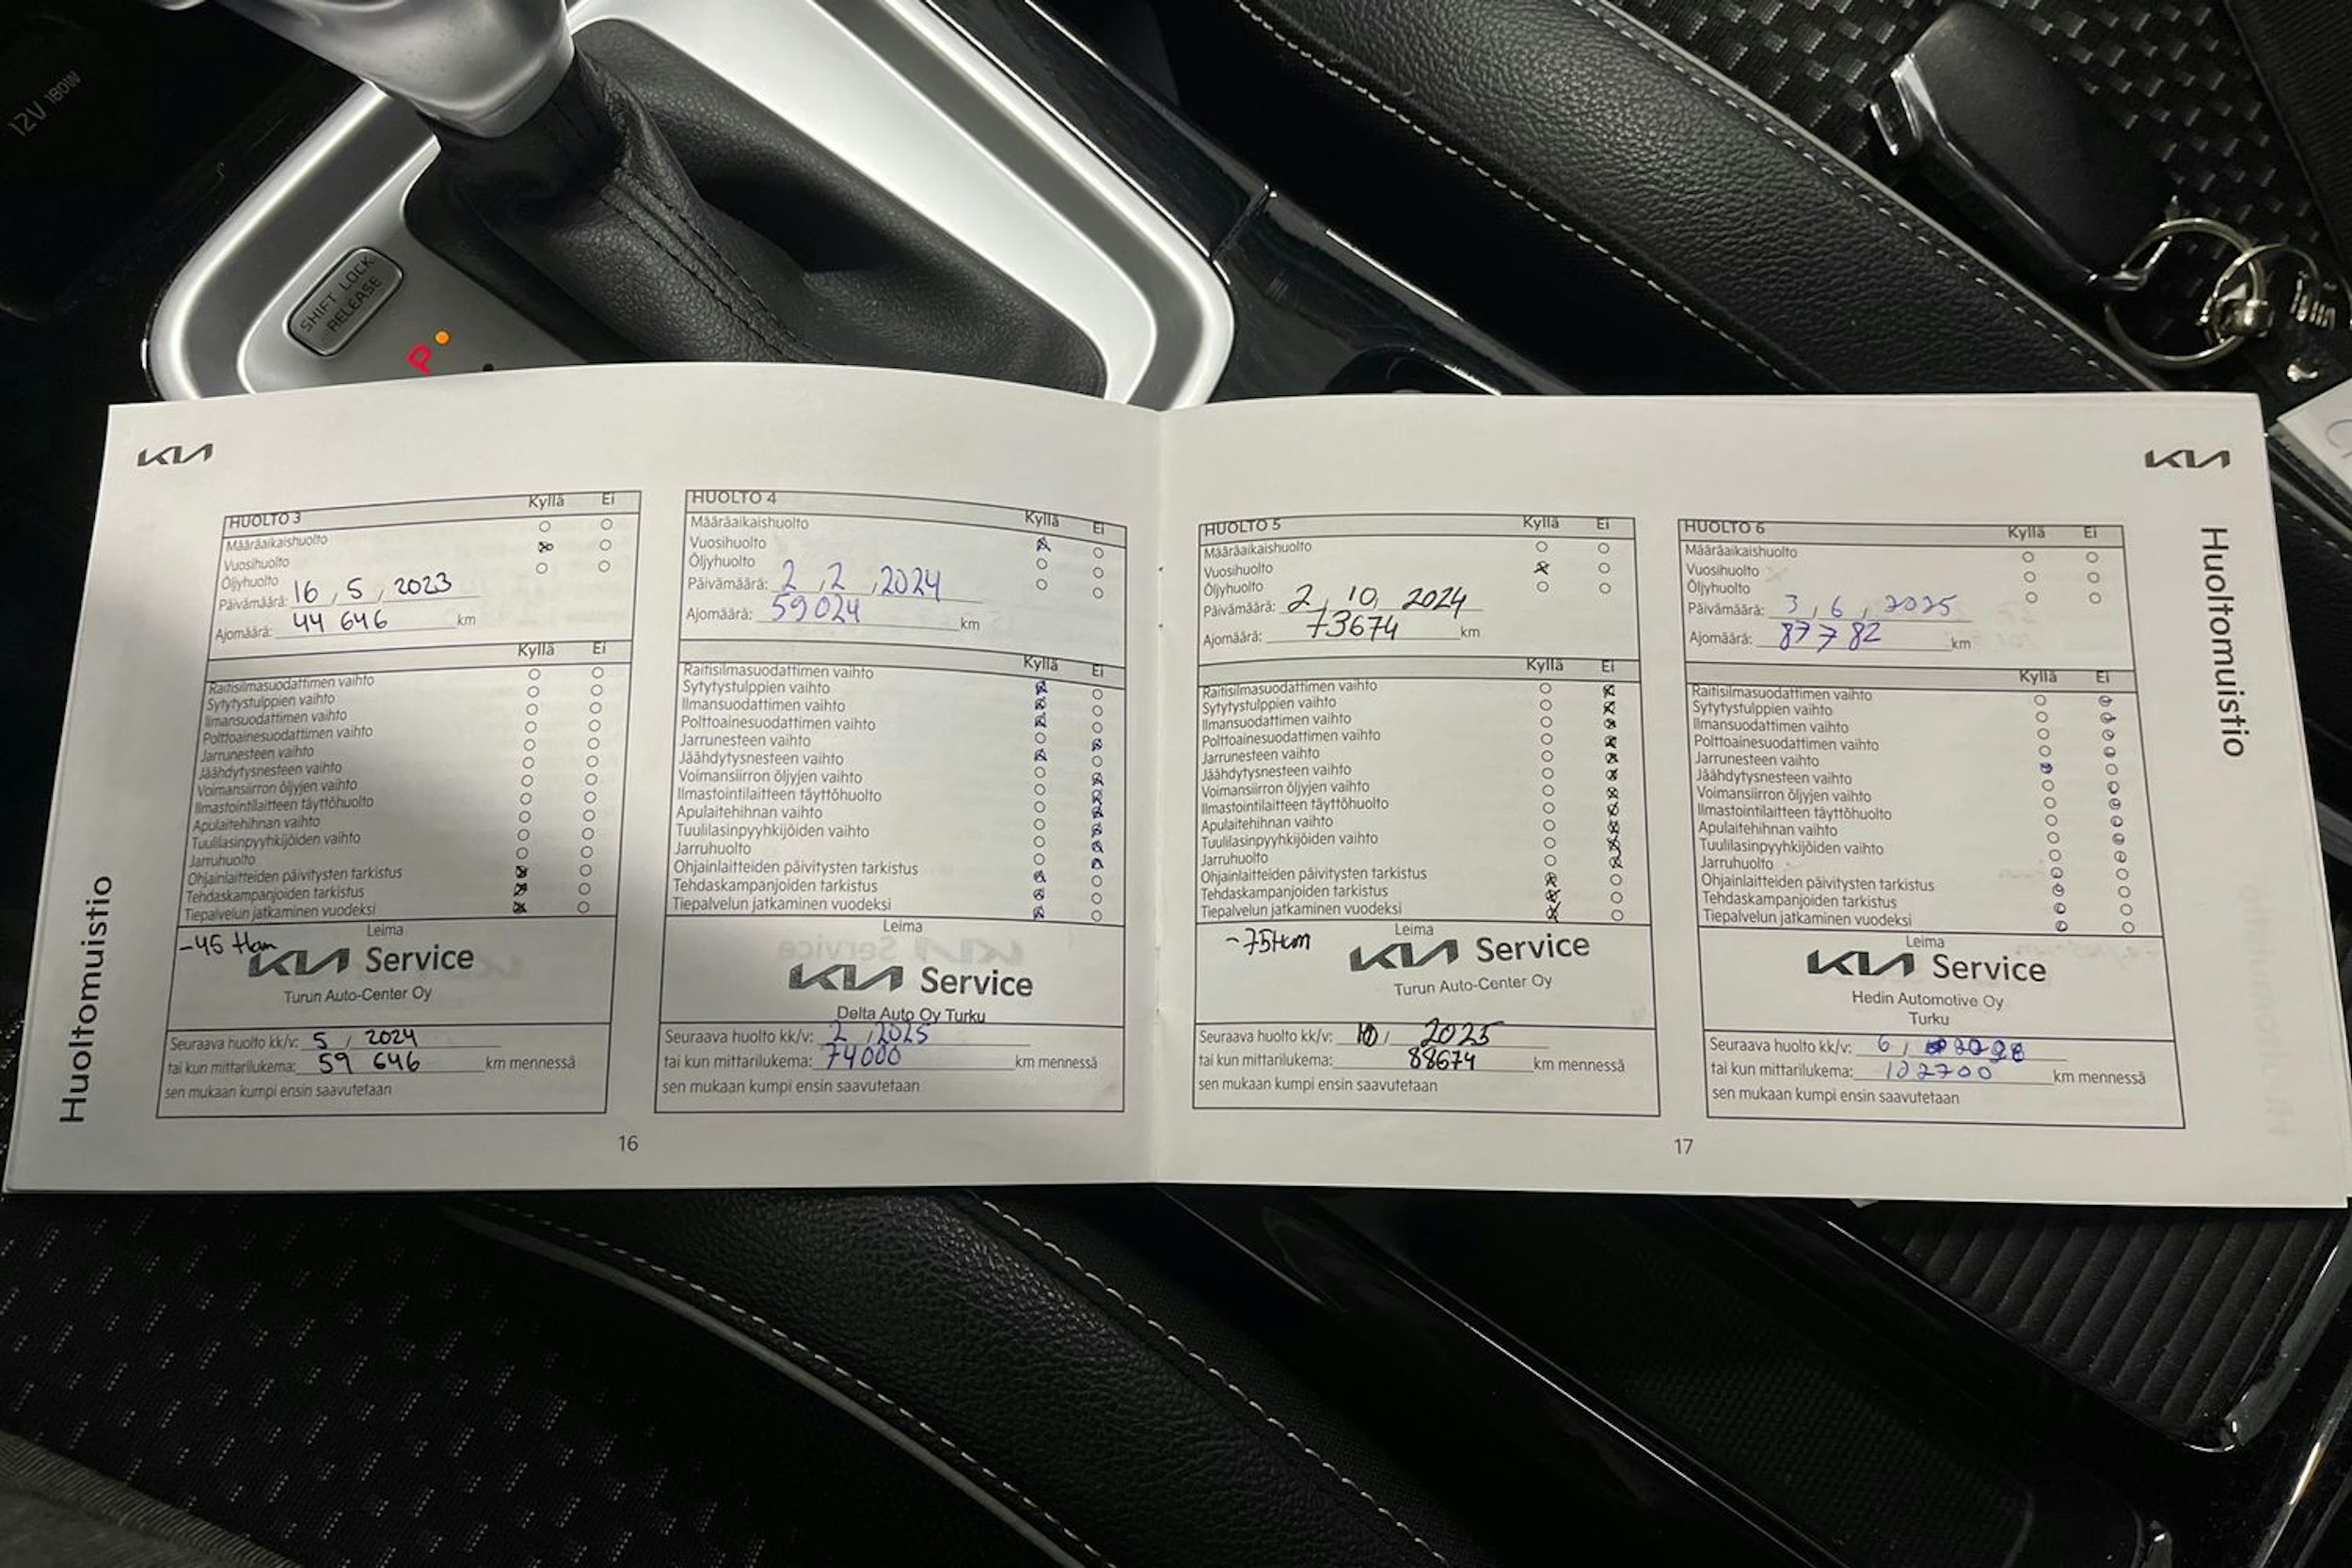 12V/180W
SHIFT LOCK
RELEASE
P
KIA
KIA
Huoltomuistio
HUOLTO 3 Kyllä Ei
Määräaikaishuolto
Vuosihuolto
Öljyhuolto
Päivämäärä: 16 , 5 , 2023
Ajomäärä: 44 646 km
Kyllä Ei
Raitisilmasuodattimen vaihto
Sytytystulppien vaihto
Ilmansuodattimen vaihto
Polttoainesuodattimen vaihto
Jarrunesteen vaihto
Jäähdytysnesteen vaihto
Voimansiirron öljyjen vaihto
Ilmastointilaitteen täyttöhuolto
Apulaitehihnan vaihto
Tuulilasinpyyhkijöiden vaihto
Jarruhuolto
Ohjainlaitteiden päivitysten tarkistus
Tehdaskampanjoiden tarkistus
Tiepalvelun jatkaminen vuodeksi
Leima
KIA Service
Turun Auto-Center Oy
Seuraava huolto kk/v: 5 / 2024
tai kun mittarilukema: 59 646 km mennessä
sen mukaan kumpi ensin saavutetaan
HUOLTO 4 Kyllä Ei
Määräaikaishuolto
Vuosihuolto
Öljyhuolto
Päivämäärä: 2 , 2 , 2024
Ajomäärä: 59024 km
Kyllä Ei
Raitisilmasuodattimen vaihto
Sytytystulppien vaihto
Ilmansuodattimen vaihto
Polttoainesuodattimen vaihto
Jarrunesteen vaihto
Jäähdytysnesteen vaihto
Voimansiirron öljyjen vaihto
Ilmastointilaitteen täyttöhuolto
Apulaitehihnan vaihto
Tuulilasinpyyhkijöiden vaihto
Jarruhuolto
Ohjainlaitteiden päivitysten tarkistus
Tehdaskampanjoiden tarkistus
Tiepalvelun jatkaminen vuodeksi
Leima
KIA Service
Delta Auto Oy Turku
Seuraava huolto kk/v: 2 / 2025
tai kun mittarilukema: 74000 km mennessä
sen mukaan kumpi ensin saavutetaan
16
HUOLTO 5 Kyllä Ei
Määräaikaishuolto
Vuosihuolto
Öljyhuolto
Päivämäärä: 2 , 10 , 2024
Ajomäärä: 73674 km
Kyllä Ei
Raitisilmasuodattimen vaihto
Sytytystulppien vaihto
Ilmansuodattimen vaihto
Polttoainesuodattimen vaihto
Jarrunesteen vaihto
Jäähdytysnesteen vaihto
Voimansiirron öljyjen vaihto
Ilmastointilaitteen täyttöhuolto
Apulaitehihnan vaihto
Tuulilasinpyyhkijöiden vaihto
Jarruhuolto
Ohjainlaitteiden päivitysten tarkistus
Tehdaskampanjoiden tarkistus
Tiepalvelun jatkaminen vuodeksi
Leima
-75tkm
KIA Service
Turun Auto-Center Oy
Seuraava huolto kk/v: 10 / 2025
tai kun mittarilukema: 88674 km mennessä
sen mukaan kumpi ensin saavutetaan
HUOLTO 6 Kyllä Ei
Määräaikaishuolto
Vuosihuolto
Öljyhuolto
Päivämäärä: 3 , 6 , 2025
Ajomäärä: 87782 km
Kyllä Ei
Raitisilmasuodattimen vaihto
Sytytystulppien vaihto
Ilmansuodattimen vaihto
Polttoainesuodattimen vaihto
Jarrunesteen vaihto
Jäähdytysnesteen vaihto
Voimansiirron öljyjen vaihto
Ilmastointilaitteen täyttöhuolto
Apulaitehihnan vaihto
Tuulilasinpyyhkijöiden vaihto
Jarruhuolto
Ohjainlaitteiden päivitysten tarkistus
Tehdaskampanjoiden tarkistus
Tiepalvelun jatkaminen vuodeksi
Leima
KIA Service
Hedin Automotive Oy
Turku
Seuraava huolto kk/v: 6 /
tai kun mittarilukema: 102700 km mennessä
sen mukaan kumpi ensin saavutetaan
17
Huoltomuistio